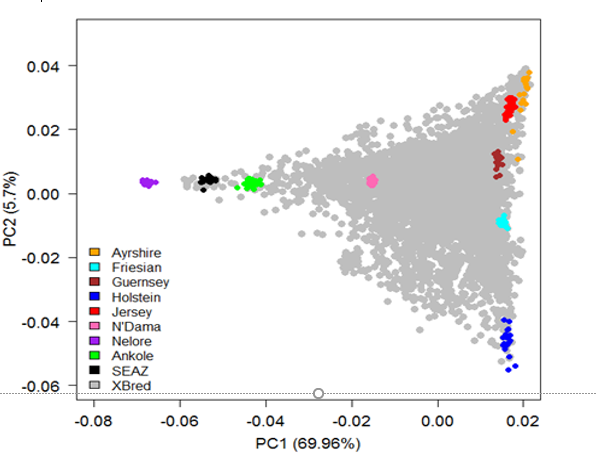 0.04
0.02
0.00
-0.02
-0.04
-0.06
PC2 (5.7%)
Ayrshire
Friesian
Guernsey
Holstein
Jersey
N'Dama
Nelore
Ankole
SEAZ
XBred
-0.08 -0.06 -0.04 -0.02 0.00 0.02
PC1 (69.96%)